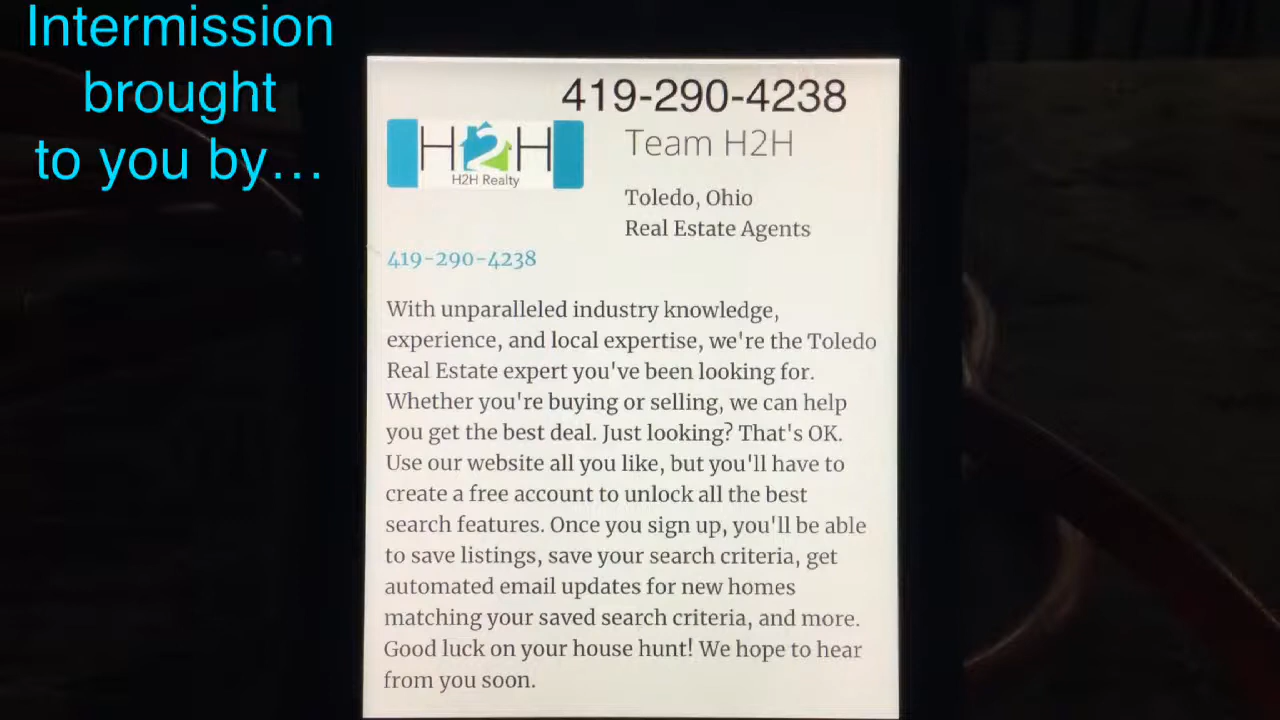 Intermission
brought
to you by...
419-290-4238
H2H
H2H Realty
Team H2H
Toledo, Ohio
Real Estate Agents
419-290-4238
With unparalleled industry knowledge,
experience, and local expertise, we're the Toledo
Real Estate expert you've been looking for.
Whether you're buying or selling, we can help
you get the best deal. Just looking? That's OK.
Use our website all you like, but you'll have to
create a free account to unlock all the best
search features. Once you sign up, you'll be able
to save listings, save your search criteria, get
automated email updates for new homes
matching your saved search criteria, and more.
Good luck on your house hunt! We hope to hear
from you soon.